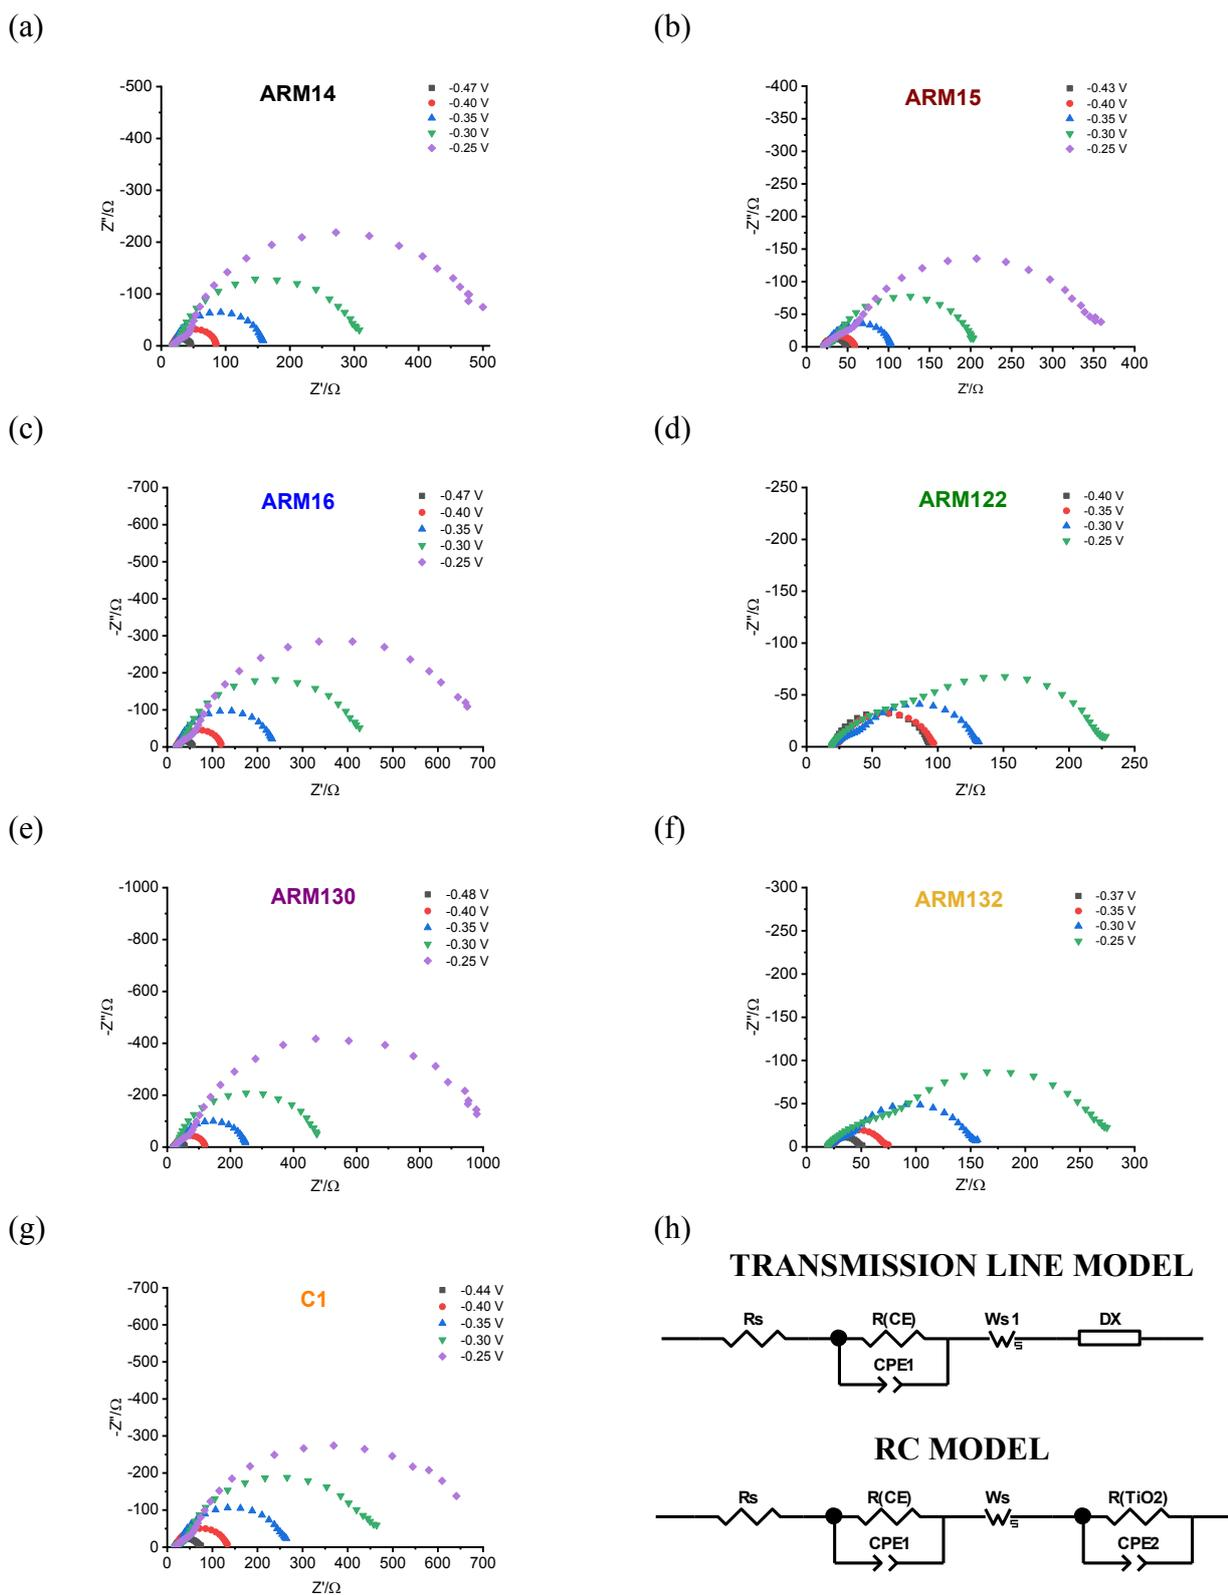 (a)
ARM14
-500
-400
-300
-200
-100
0
0
100
200
300
400
500
Z''/Ω
Z'/Ω
-0.47 V
-0.40 V
-0.35 V
-0.30 V
-0.25 V
(b)
ARM15
-400
-350
-300
-250
-200
-150
-100
-50
0
0
50
100
150
200
250
300
350
400
-Z''/Ω
Z'/Ω
-0.43 V
-0.40 V
-0.35 V
-0.30 V
-0.25 V
(c)
ARM16
-700
-600
-500
-400
-300
-200
-100
0
0
100
200
300
400
500
600
700
-Z''/Ω
Z'/Ω
-0.47 V
-0.40 V
-0.35 V
-0.30 V
-0.25 V
(d)
ARM122
-250
-200
-150
-100
-50
0
0
50
100
150
200
250
-Z''/Ω
Z'/Ω
-0.40 V
-0.35 V
-0.30 V
-0.25 V
(e)
ARM130
-1000
-800
-600
-400
-200
0
0
200
400
600
800
1000
-Z''/Ω
Z'/Ω
-0.48 V
-0.40 V
-0.35 V
-0.30 V
-0.25 V
(f)
ARM132
-300
-250
-200
-150
-100
-50
0
0
50
100
150
200
250
300
-Z''/Ω
Z'/Ω
-0.37 V
-0.35 V
-0.30 V
-0.25 V
(g)
C1
-700
-600
-500
-400
-300
-200
-100
0
0
100
200
300
400
500
600
700
-Z''/Ω
Z'/Ω
-0.44 V
-0.40 V
-0.35 V
-0.30 V
-0.25 V
(h)
TRANSMISSION LINE MODEL
Rs R(CE) Ws1 DX
CPE1
RC MODEL
Rs R(CE) Ws R(TiO2)
CPE1 CPE2